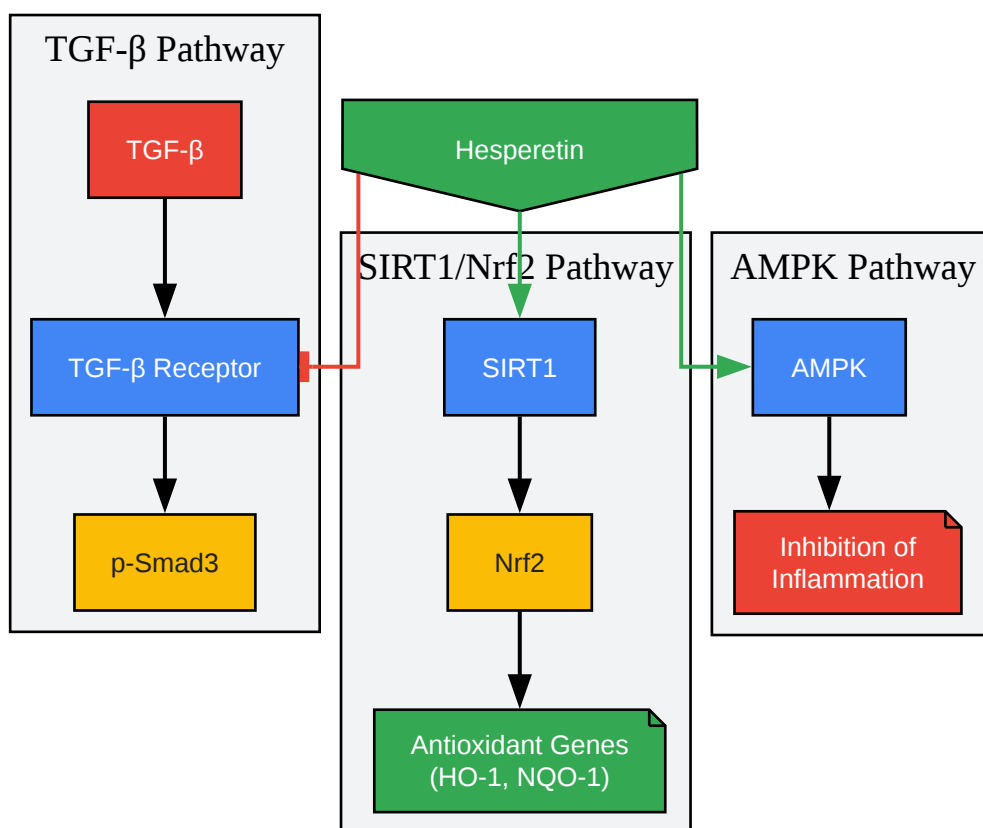 TGF-β Pathway
TGF-β
TGF-β Receptor
p-Smad3
Hesperetin
SIRT1/Nrf2 Pathway
SIRT1
Nrf2
Antioxidant Genes
(HO-1, NQO-1)
AMPK Pathway
AMPK
Inhibition of
Inflammation